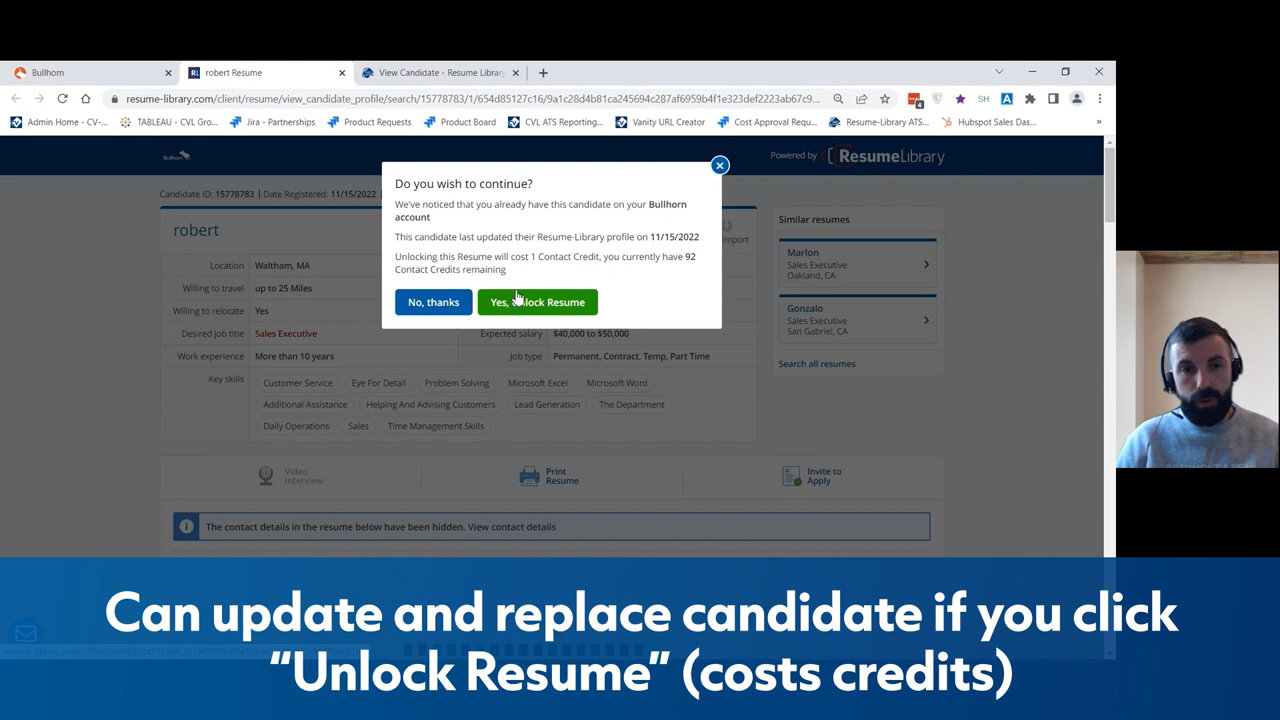 Bullhorn
robert Resume
View Candidate - Resume Library
resume-library.com/client/resume/view_candidate_profile/search/15778783/1/654d85127c16/9a1c28d4b81ca245694c287af6959b4f1e323def2223ab67c9...
Admin Home - CV-...
TABLEAU - CVL Gro...
Jira - Partnerships
Product Requests
Product Board
CVL ATS Reporting...
Vanity URL Creator
Cost Approval Requ...
Resume-Library ATS...
Hubspot Sales Das...
Bullhorn
Powered by ResumeLibrary
Candidate ID: 15778783 | Date Registered: 11/15/2022
robert
Import
Location Waltham, MA
Willing to travel up to 25 Miles
Willing to relocate Yes
Desired job title Sales Executive
Expected salary $40,000 to $50,000
Work experience More than 10 years
Job type Permanent, Contract, Temp, Part Time
Key skills Customer Service Eye For Detail Problem Solving Microsoft Excel Microsoft Word
Additional Assistance Helping And Advising Customers Lead Generation The Department
Daily Operations Sales Time Management Skills
Do you wish to continue?
We've noticed that you already have this candidate on your Bullhorn
account
This candidate last updated their Resume-Library profile on 11/15/2022
Unlocking this Resume will cost 1 Contact Credit, you currently have 92
Contact Credits remaining
No, thanks
Yes, Unlock Resume
Similar resumes
Marlon
Sales Executive
Oakland, CA
Gonzalo
Sales Executive
San Gabriel, CA
Search all resumes
Video
Interview
Print
Resume
Invite to
Apply
The contact details in the resume below have been hidden. View contact details
Can update and replace candidate if you click
“Unlock Resume” (costs credits)